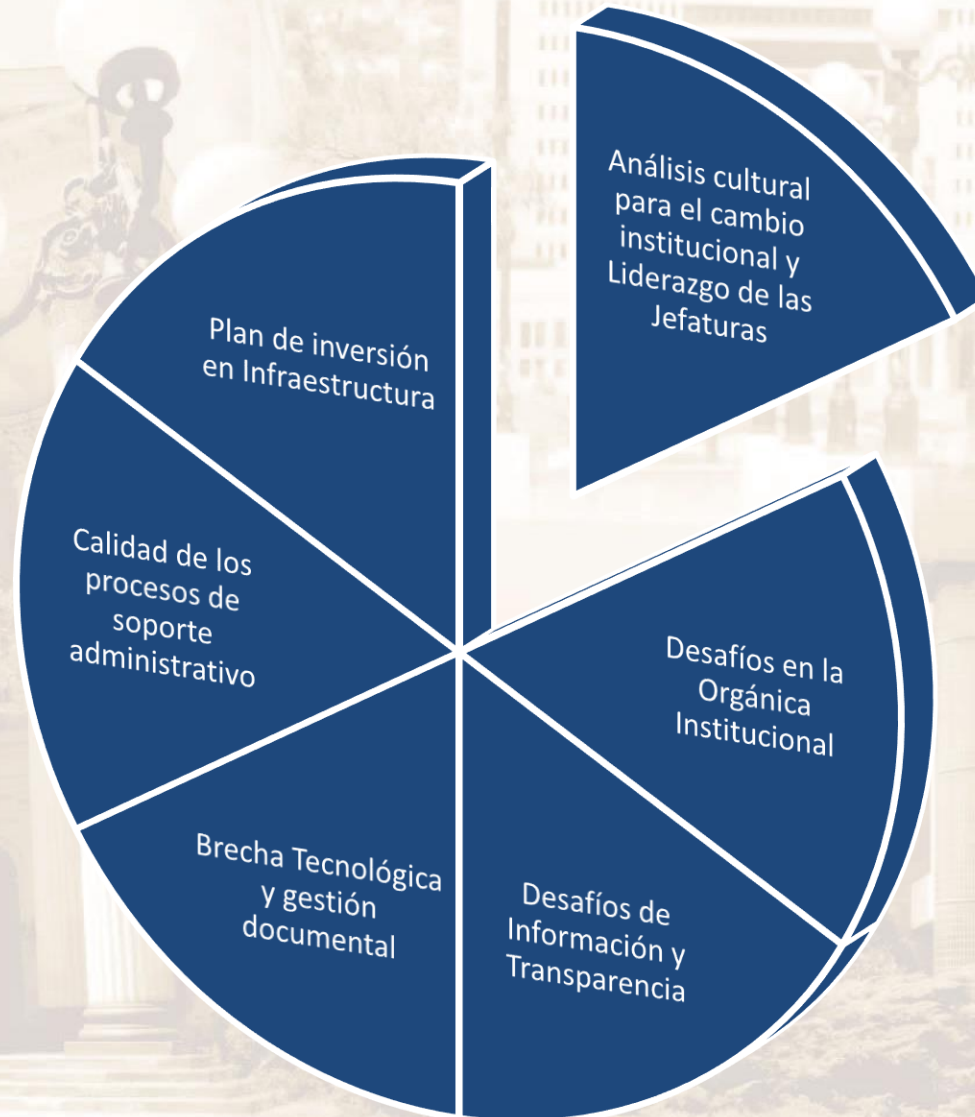 Análisis cultural
para el cambio
institucional y
Liderazgo de las
Jefaturas
Plan de inversión
en Infraestructura
Calidad de los
procesos de
soporte
administrativo
Desafíos en la
Orgánica
Institucional
Brecha Tecnológica
y gestión
documental
Desafíos de
Información y
Transparencia